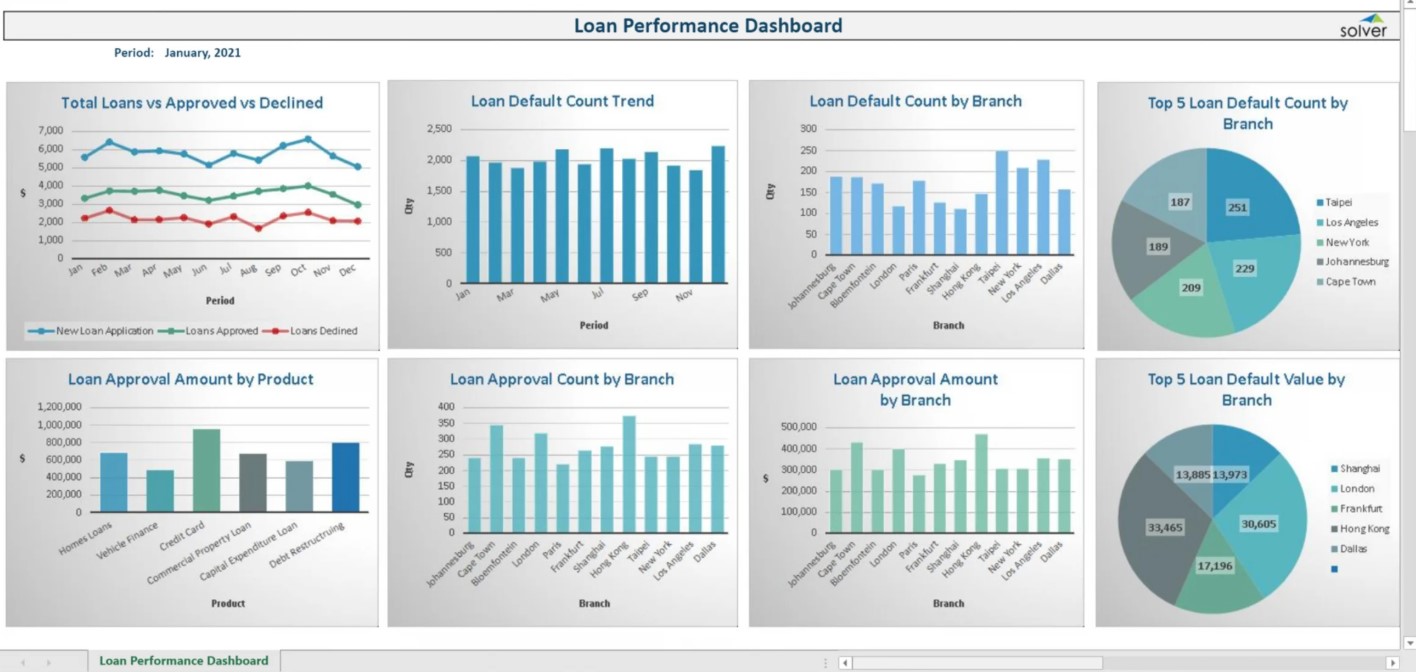 Loan Performance Dashboard
solver
Period: January, 2021
Total Loans vs Approved vs Declined
7,000
6,000
5,000
4,000
$
3,000
2,000
1,000
0
Jan Feb Mar Apr May Jun Jul Aug Sep Oct Nov Dec
Period
New Loan Application Loans Approved Loans Declined
Loan Default Count Trend
2,500
2,000
1,500
Qty
1,000
500
0
Jan Mar May Jul Sep Nov
Period
Loan Default Count by Branch
300
250
200
Qty
150
100
50
0
Johannesburg Cape Town Bloemfontein London Paris Frankfurt Shanghai Hong Kong Taipei New York Los Angeles Dallas
Branch
Top 5 Loan Default Count by
Branch
187
251
189
229
209
Taipei
Los Angeles
New York
Johannesburg
Cape Town
Loan Approval Amount by Product
1,200,000
1,000,000
800,000
$
600,000
400,000
200,000
0
Homes Loans Vehicle Finance Credit Card Commercial Property Loan Capital Expenditure Loan Debt Restructruing
Product
Loan Approval Count by Branch
400
350
300
250
Qty
200
150
100
50
0
Johannesburg Cape Town Bloemfontein London Paris Frankfurt Shanghai Hong Kong Taipei New York Los Angeles Dallas
Branch
Loan Approval Amount
by Branch
500,000
400,000
300,000
$
200,000
100,000
0
Johannesburg Cape Town Bloemfontein London Paris Frankfurt Shanghai Hong Kong Taipei New York Los Angeles Dallas
Branch
Top 5 Loan Default Value by
Branch
13,885 13,973
33,465
30,605
17,196
Shanghai
London
Frankfurt
Hong Kong
Dallas
Loan Performance Dashboard